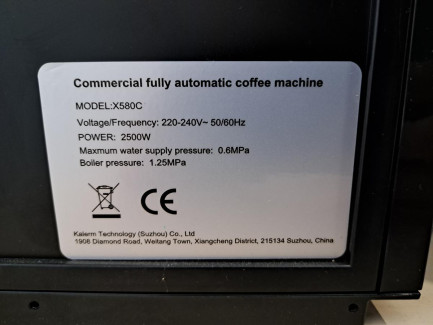 Commercial fully automatic coffee machine
MODEL:X580C
Voltage/Frequency: 220-240V~ 50/60Hz
POWER: 2500W
Maxmum water supply pressure: 0.6MPa
Boiler pressure: 1.25MPa
CE
Kalerm Technology (Suzhou) Co., Ltd
1908 Diamond Road, Weitang Town, Xiangcheng District, 215134 Suzhou, China